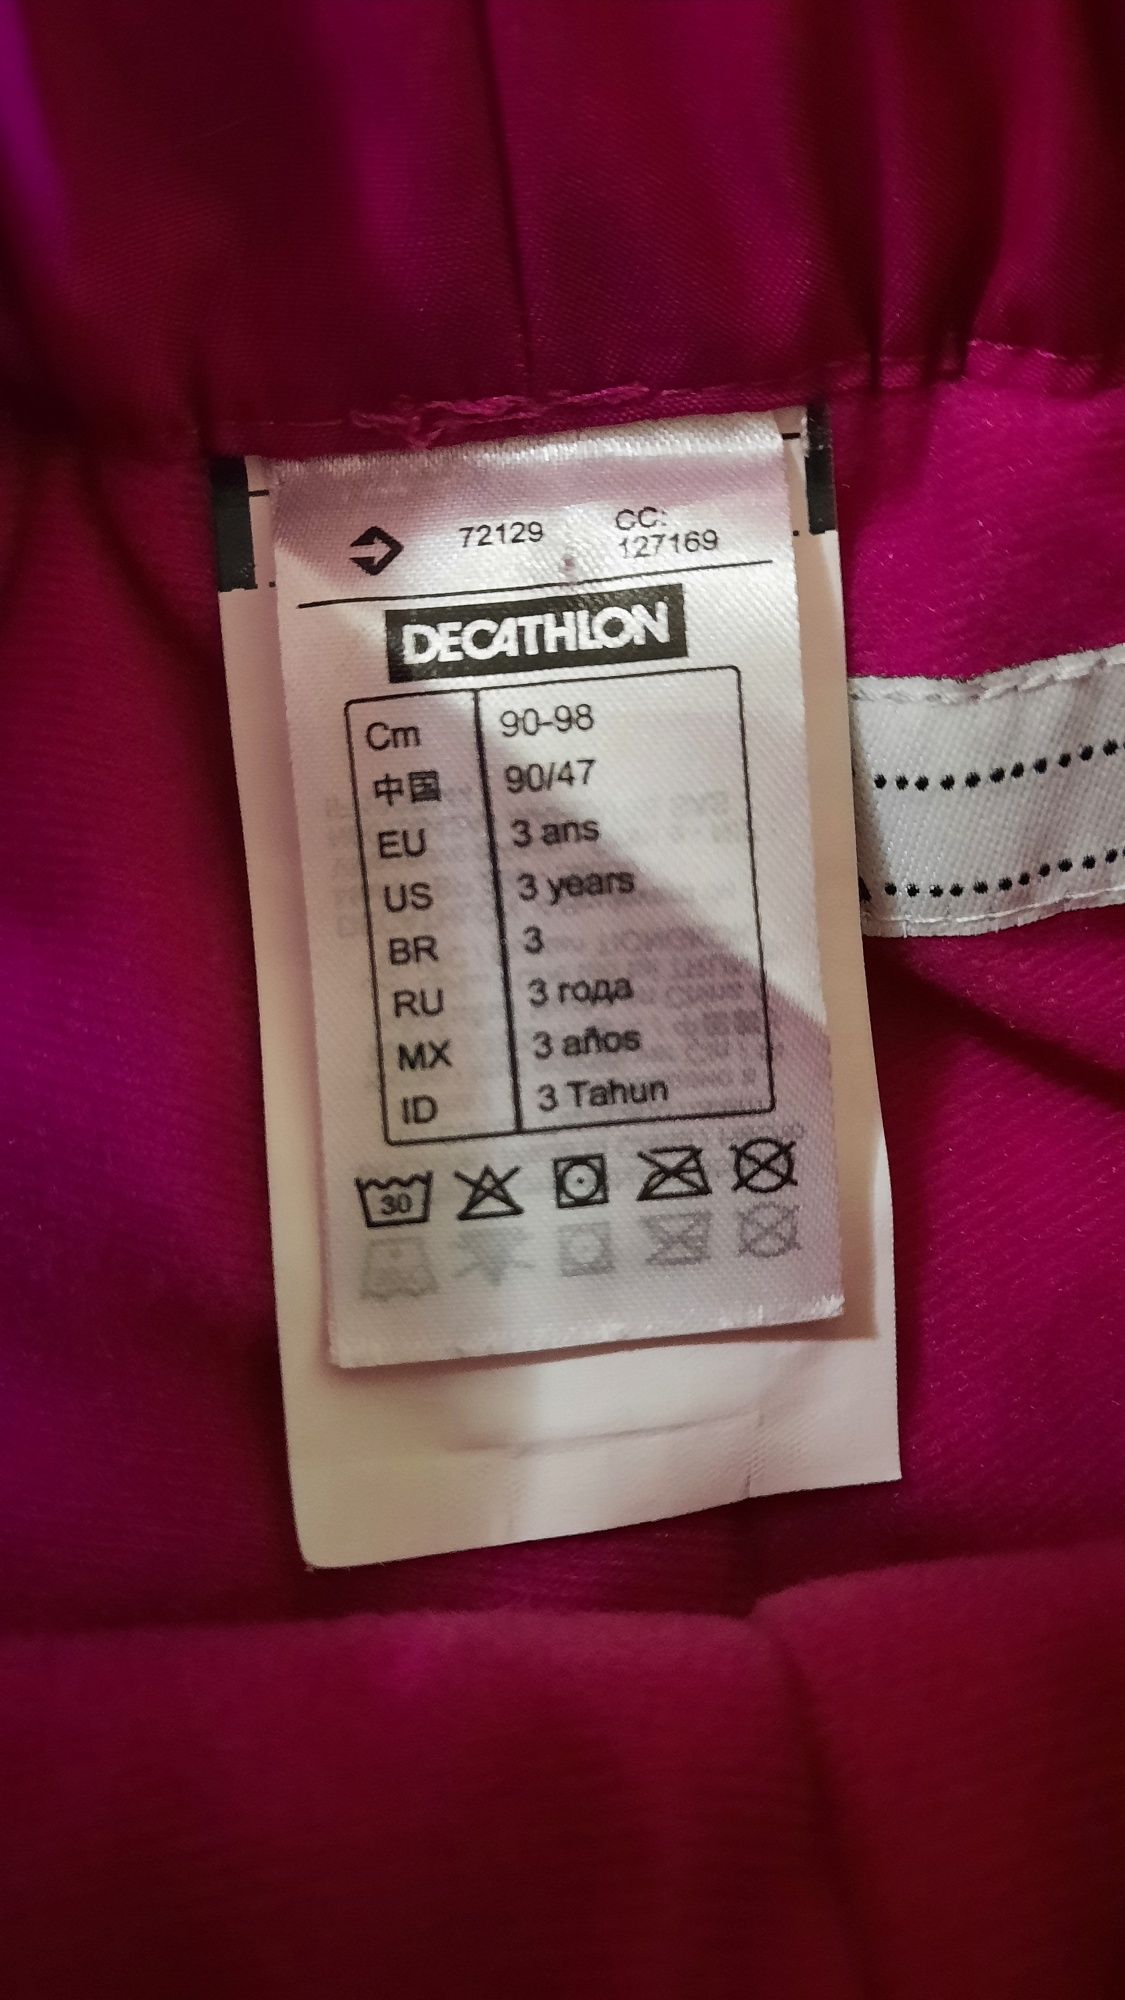 72129 CC:
127169
DECATHLON
Cm 90-98
中国 90/47
EU 3 ans
US 3 years
BR 3
RU 3 года
MX 3 años
ID 3 Tahun
30